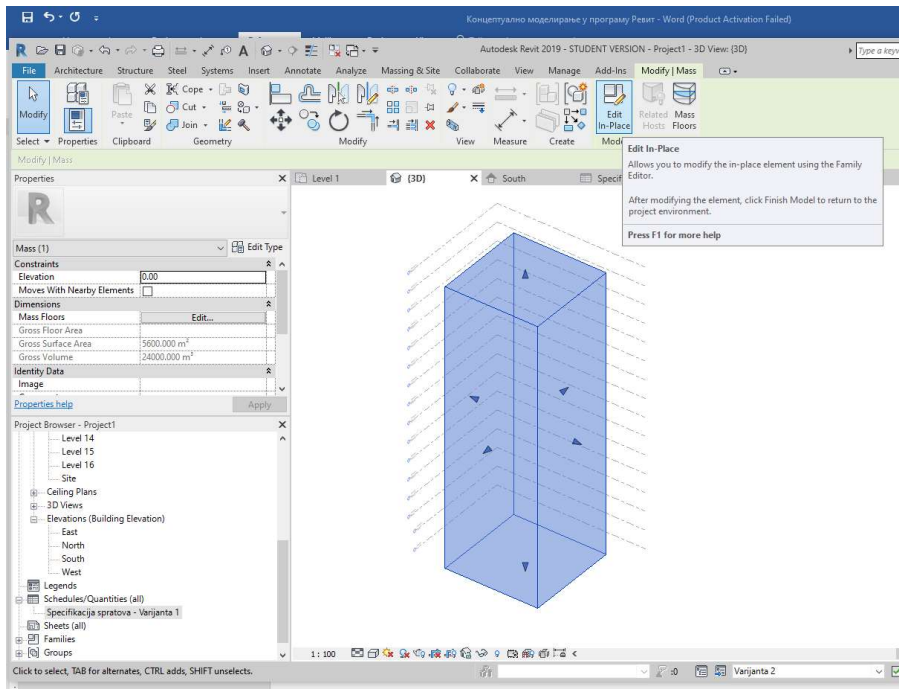 Концептуално моделирање у програму Ревит - Word (Product Activation Failed)
Autodesk Revit 2019 - STUDENT VERSION - Project1 - 3D View: {3D}
Type a keyw
File Architecture Structure Steel Systems Insert Annotate Analyze Massing & Site Collaborate View Manage Add-Ins Modify | Mass
Cope
Cut
Join
Modify
Paste
Edit In-Place
Related Hosts
Mass Floors
Select Properties Clipboard Geometry Modify View Measure Create
Modify | Mass
Edit In-Place
Allows you to modify the in-place element using the Family
Editor.
After modifying the element, click Finish Model to return to the
project environment.
Press F1 for more help
Properties
Level 1 {3D} South
Mass (1) Edit Type
Constraints
Elevation 0.00
Moves With Nearby Elements
Dimensions
Mass Floors Edit...
Gross Floor Area
Gross Surface Area 5600.000 m²
Gross Volume 24000.000 m³
Identity Data
Image
Properties help Apply
Project Browser - Project1
Level 14
Level 15
Level 16
Site
Ceiling Plans
3D Views
Elevations (Building Elevation)
East
North
South
West
Legends
Schedules/Quantities (all)
Specifikacija spratova - Varijanta 1
Sheets (all)
Families
Groups
1 : 100
Click to select, TAB for alternates, CTRL adds, SHIFT unselects.
:0 Varijanta 2